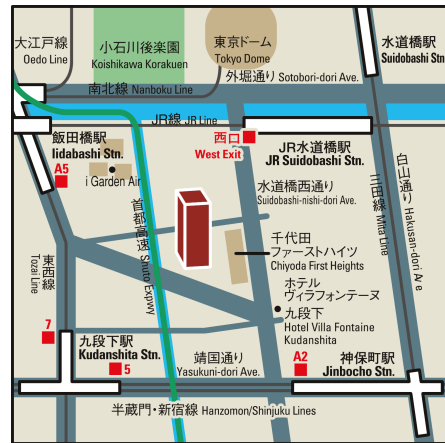 大江戸線
Oedo Line
小石川後楽園
Koishikawa Korakuen
東京ドーム
Tokyo Dome
水道橋駅
Suidobashi Stn.
外堀通り Sotobori-dori Ave.
南北線 Nanboku Line
JR線 JR Line
飯田橋駅
Iidabashi Stn.
A5
i Garden Air
西口
West Exit
JR水道橋駅
JR Suidobashi Stn.
水道橋西通り
Suidobashi-nishi-dori Ave.
白山通り Hakusan-dori Ave
三田線 Mita Line
首都高速 Shuto Expwy
千代田
ファーストハイツ
Chiyoda First Heights
東西線
Tozai Line
ホテル
ヴィラフォンテーヌ
九段下
Hotel Villa Fontaine
Kudanshita
7
九段下駅
Kudanshita Stn.
5
靖国通り
Yasukuni-dori Ave.
A2
神保町駅
Jinbocho Stn.
半蔵門・新宿線 Hanzomon/Shinjuku Lines